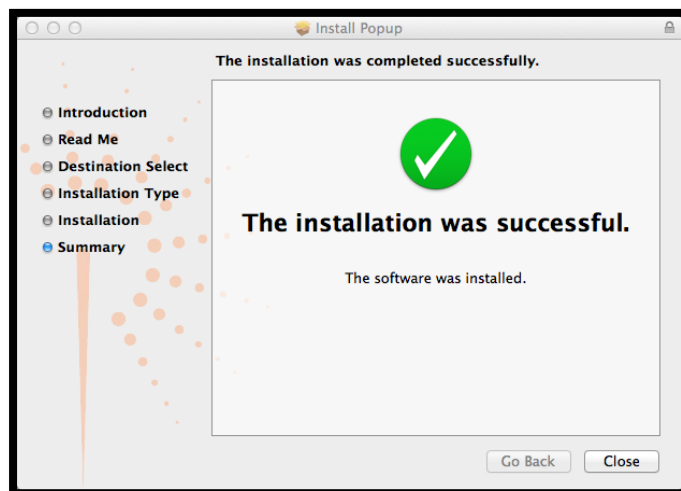 Install Popup
The installation was completed successfully.
Introduction
Read Me
Destination Select
Installation Type
Installation
Summary
The installation was successful.
The software was installed.
Go Back
Close